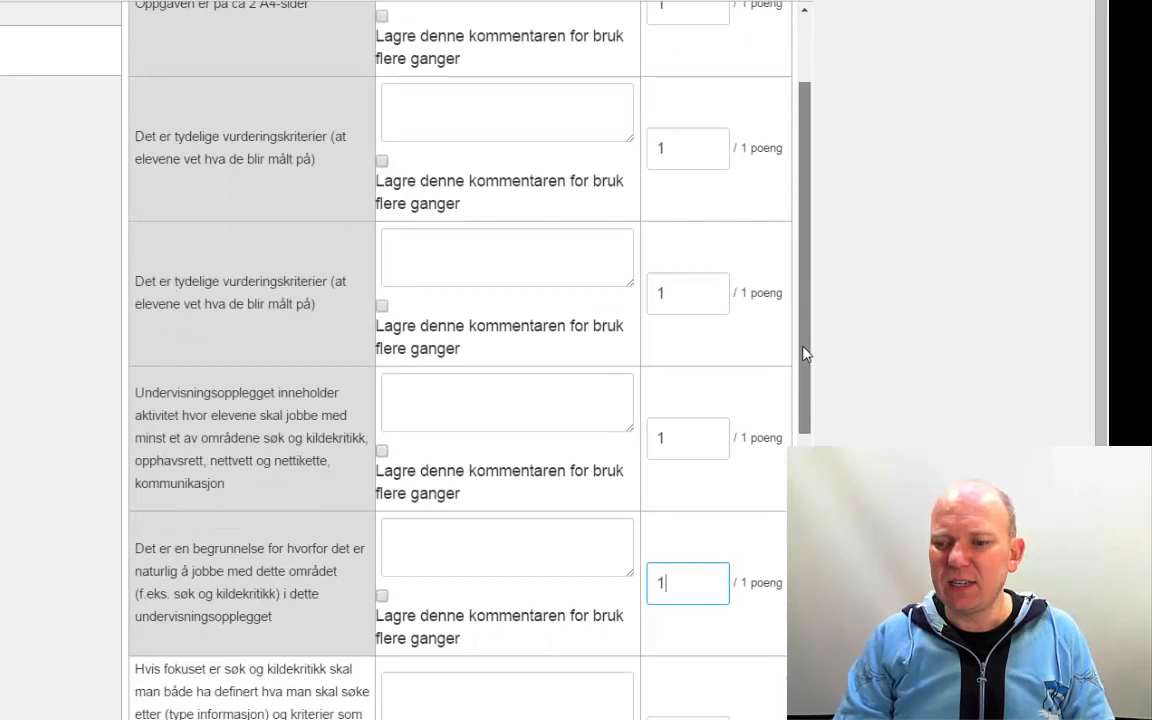 Oppgaven er på ca 2 A4-sider
1 / 1 poeng
Lagre denne kommentaren for bruk
flere ganger
Det er tydelige vurderingskriterier (at
elevene vet hva de blir målt på)
1 / 1 poeng
Lagre denne kommentaren for bruk
flere ganger
Det er tydelige vurderingskriterier (at
elevene vet hva de blir målt på)
1 / 1 poeng
Lagre denne kommentaren for bruk
flere ganger
Undervisningsopplegget inneholder
aktivitet hvor elevene skal jobbe med
minst et av områdene søk og kildekritikk,
opphavsrett, nettvett og nettikette,
kommunikasjon
1 / 1 poeng
Lagre denne kommentaren for bruk
flere ganger
Det er en begrunnelse for hvorfor det er
naturlig å jobbe med dette området
(f.eks. søk og kildekritikk) i dette
undervisningsopplegget
1 / 1 poeng
Lagre denne kommentaren for bruk
flere ganger
Hvis fokuset er søk og kildekritikk skal
man både ha definert hva man skal søke
etter (type informasjon) og kriterier som